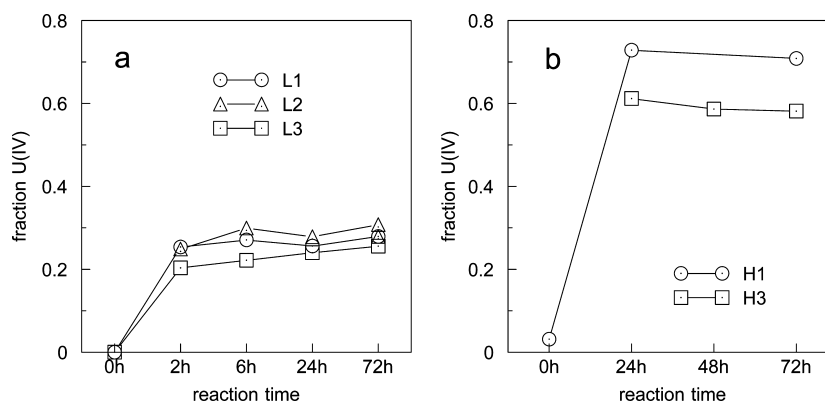 a
L1
L2
L3
0.8
0.6
0.4
0.2
0
fraction U(IV)
0h 2h 6h 24h 72h
reaction time
b
H1
H3
0.8
0.6
0.4
0.2
0
fraction U(IV)
0h 24h 48h 72h
reaction time